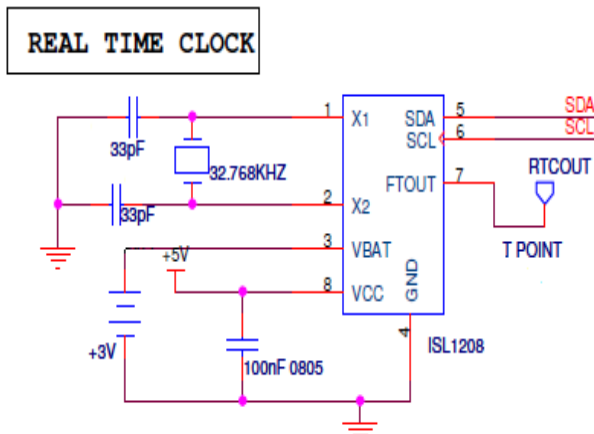 REAL TIME CLOCK
33pF
32.768KHZ
33pF
1
X1
2
X2
3
VBAT
+5V
8
VCC
GND
4
SDA
5
SDA
SCL
6
SCL
FTOUT
7
RTCOUT
T POINT
ISL1208
+3V
100nF 0805